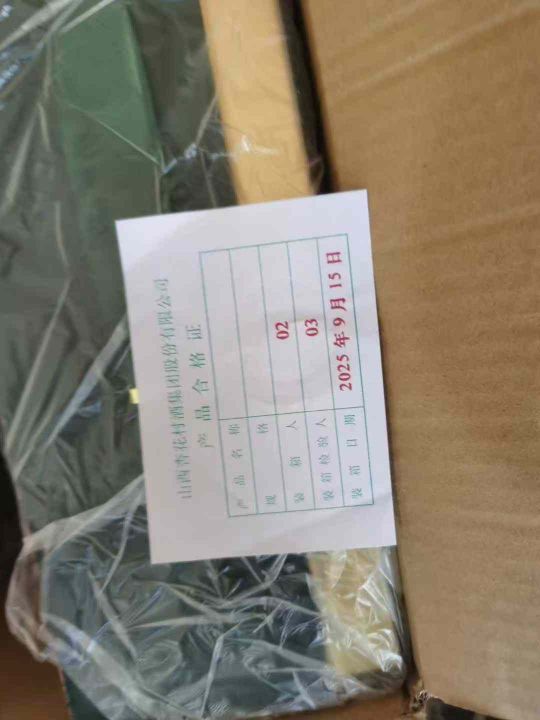 山西杏花村酒集团股份有限公司
产品合格证
产品名称
规格
装箱人 02
装箱检验人 03
装箱日期 2025年9月15日